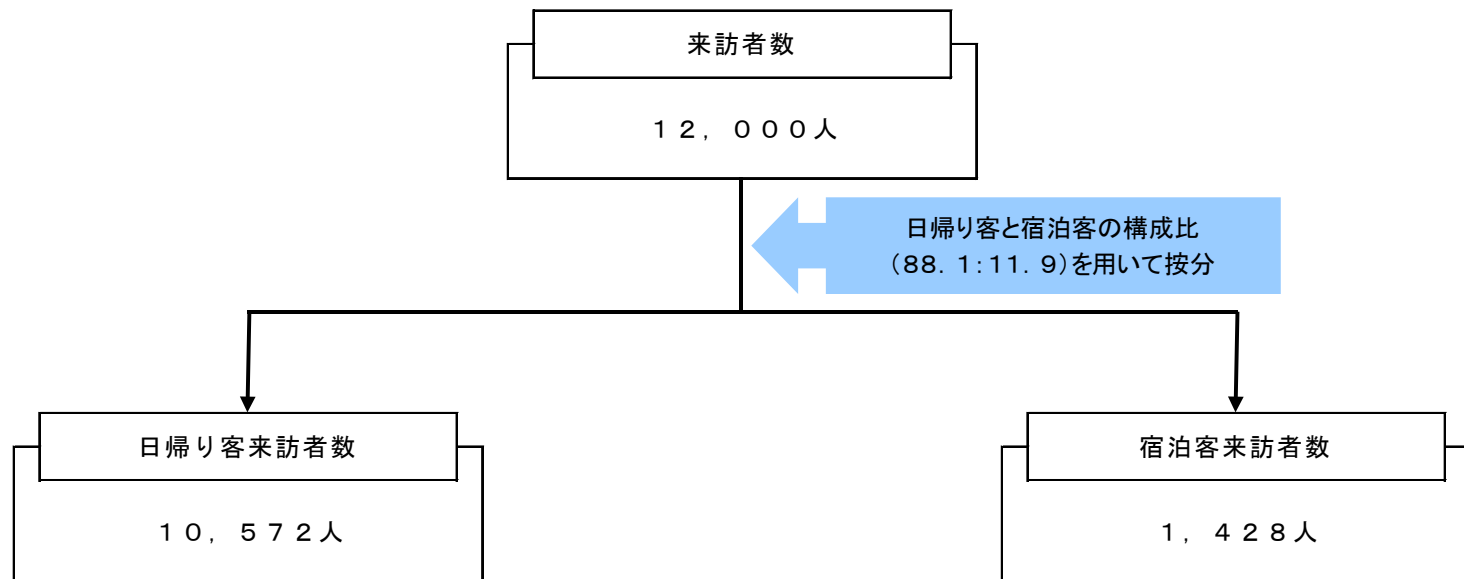 来訪者数
１２，０００人
日帰り客と宿泊客の構成比
（８８．１：１１．９）を用いて按分
日帰り客来訪者数
宿泊客来訪者数
１０，５７２人
１，４２８人